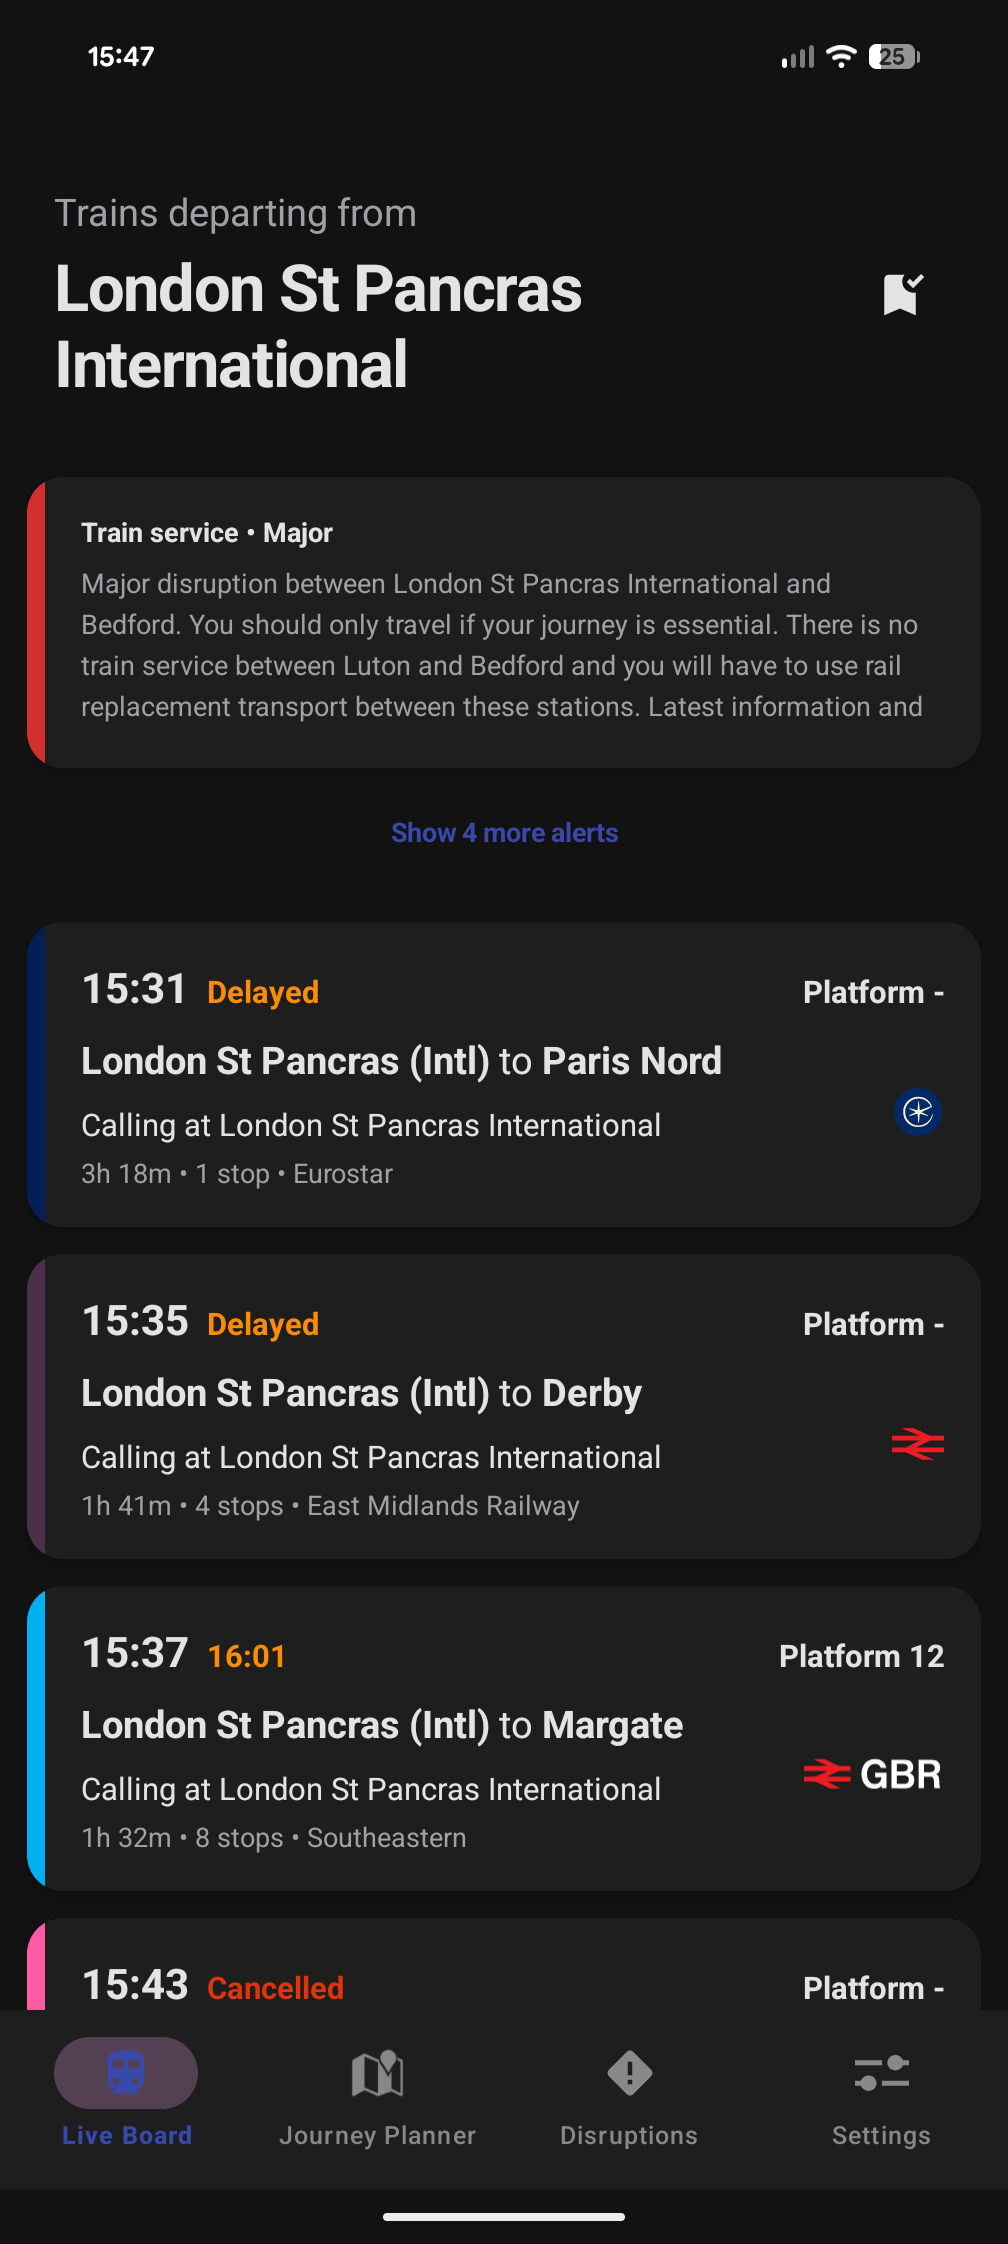 15:47
25
Trains departing from
London St Pancras
International
Train service • Major
Major disruption between London St Pancras International and
Bedford. You should only travel if your journey is essential. There is no
train service between Luton and Bedford and you will have to use rail
replacement transport between these stations. Latest information and
Show 4 more alerts
15:31 Delayed Platform -
London St Pancras (Intl) to Paris Nord
Calling at London St Pancras International
3h 18m • 1 stop • Eurostar
15:35 Delayed Platform -
London St Pancras (Intl) to Derby
Calling at London St Pancras International
1h 41m • 4 stops • East Midlands Railway
15:37 16:01 Platform 12
London St Pancras (Intl) to Margate
GBR
Calling at London St Pancras International
1h 32m • 8 stops • Southeastern
15:43 Cancelled Platform -
Live Board Journey Planner Disruptions Settings